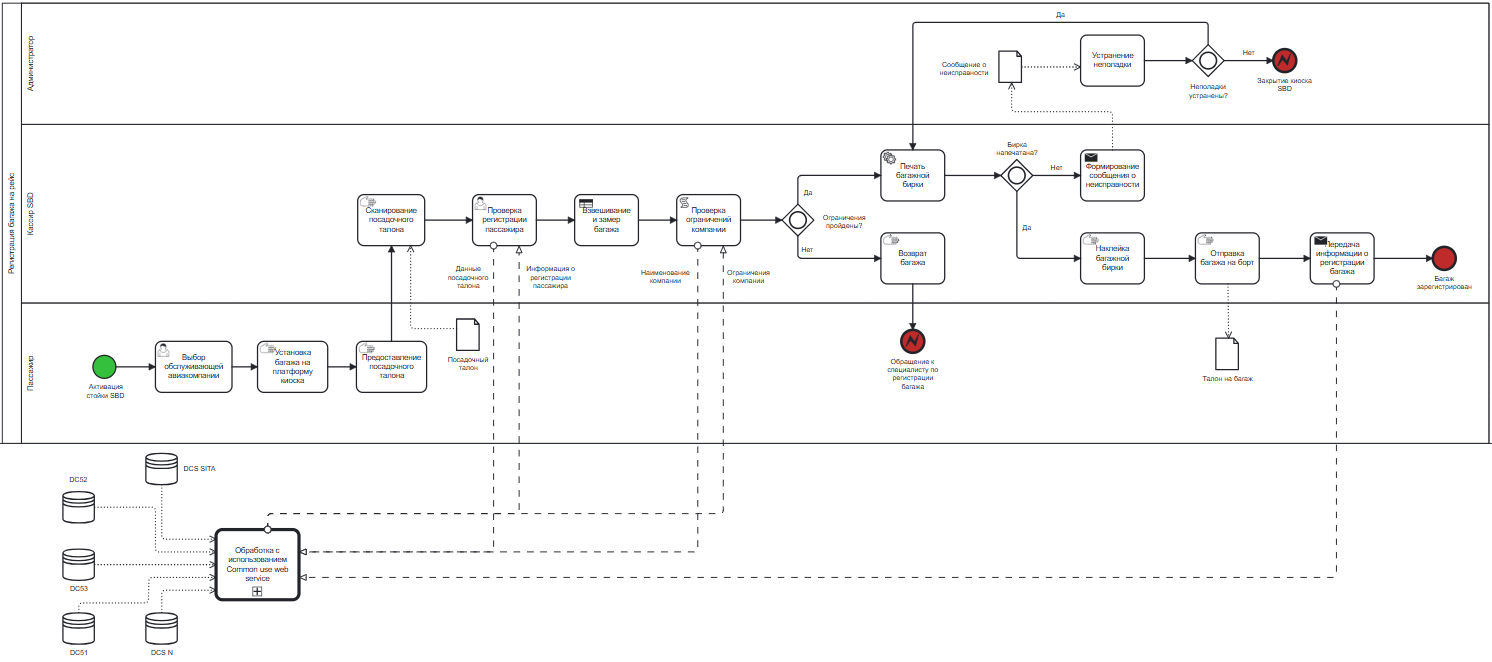 Регистрация багажа на рейс
Администратор
Да
Сообщение о
неисправности
Устранение
неполадки
Неполадки
устранены?
Нет
Закрытие киоска
SBD
Кассир SBD
Сканирование
посадочного
талона
Проверка
регистрации
пассажира
Взвешивание
и замер
багажа
Проверка
ограничений
компании
Данные
посадочного
талона
Информация о
регистрации
пассажира
Наименование
компании
Ограничения
компании
Да
Ограничения
пройдены?
Нет
Печать
багажной
бирки
Возврат
багажа
Бирка
напечатана?
Нет
Да
Формирование
сообщения о
неисправности
Наклейка
багажной
бирки
Отправка
багажа на борт
Передача
информации о
регистрации
багажа
Багаж
зарегистрирован
Пассажир
Активация
стойки SBD
Выбор
обслуживающей
авиакомпании
Установка
багажа на
платформу
киоска
Предоставление
посадочного
талона
Посадочный
талон
Обращение к
специалисту по
регистрации
багажа
Талон на багаж
DCS SITA
DC52
DC53
DC51
DCS N
Обработка с
использованием
Common use web
service